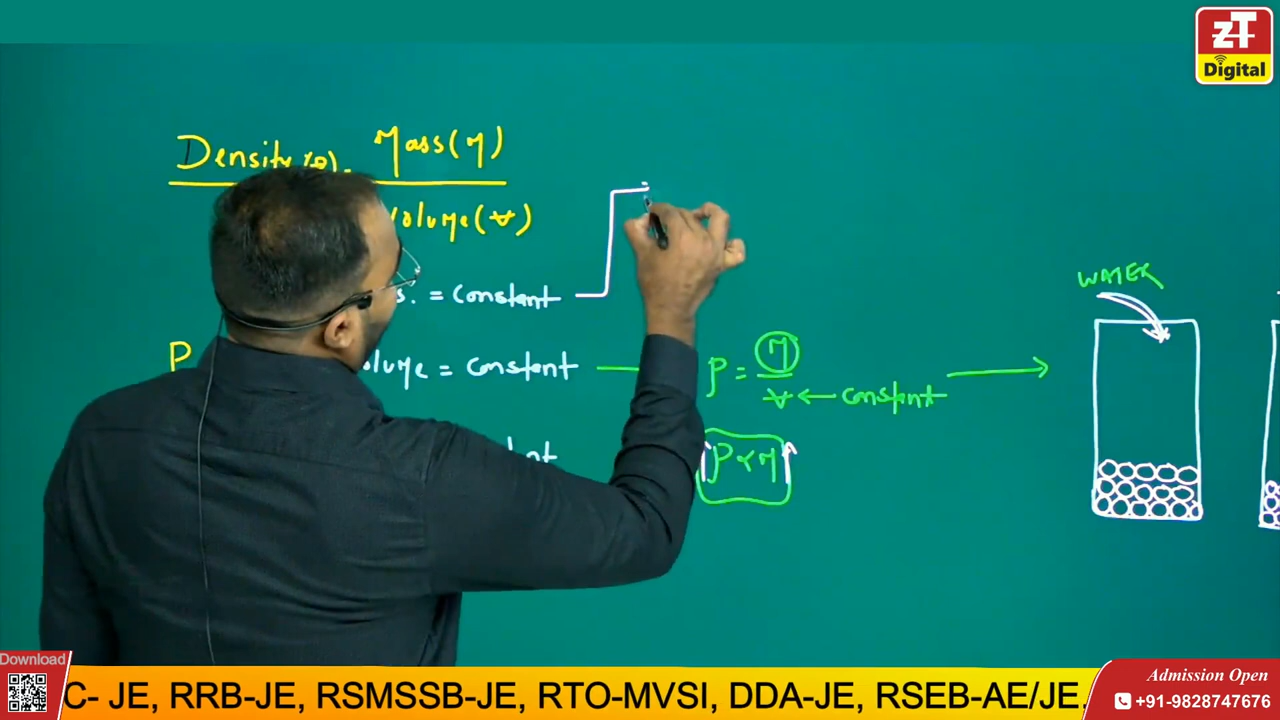 ZT
Digital
Density(ρ) = Mass(M)
Volume(V)
= constant
WATER
P
= constant
ρ = M
V ← constant
ρ ∝ M
Download
C- JE, RRB-JE, RSMSSB-JE, RTO-MVSI, DDA-JE, RSEB-AE/JE.
Admission Open
+91-9828747676